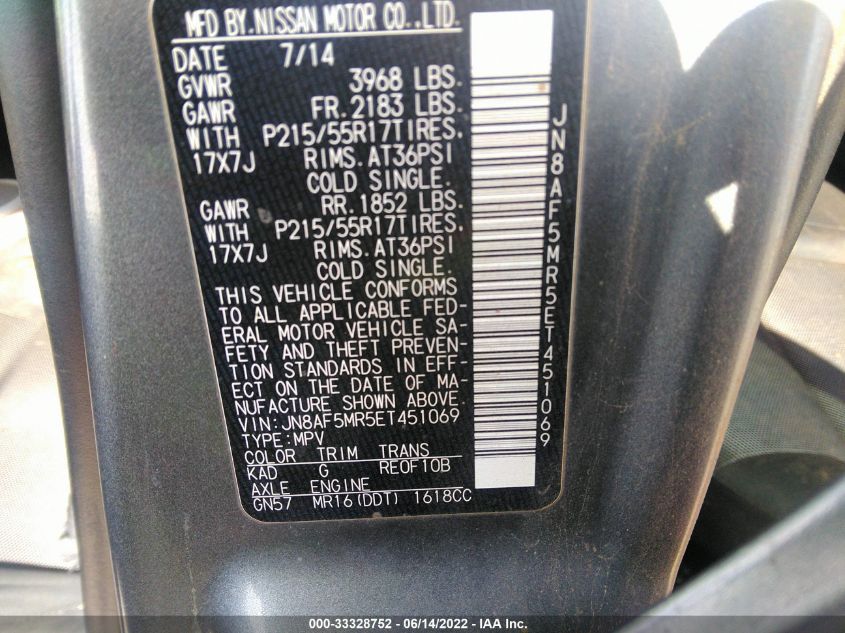 MFD BY.NISSAN MOTOR CO.,LTD.
DATE 7/14
GVWR 3968 LBS.
GAWR FR.2183 LBS.
WITH P215/55R17TIRES.
17X7J RIMS.AT36PSI
COLD SINGLE.
GAWR RR.1852 LBS.
WITH P215/55R17TIRES.
17X7J RIMS.AT36PSI
COLD SINGLE.
THIS VEHICLE CONFORMS
TO ALL APPLICABLE FED-
ERAL MOTOR VEHICLE SA-
FETY AND THEFT PREVEN-
TION STANDARDS IN EFF-
ECT ON THE DATE OF MA-
NUFACTURE SHOWN ABOVE.
VIN:JN8AF5MR5ET451069
TYPE:MPV
COLOR TRIM TRANS
KAD G RE0F10B
AXLE ENGINE
GN57 MR16(DDT) 1618CC
JN8AF5MR5ET451069
000-33328752 - 06/14/2022 - IAA Inc.